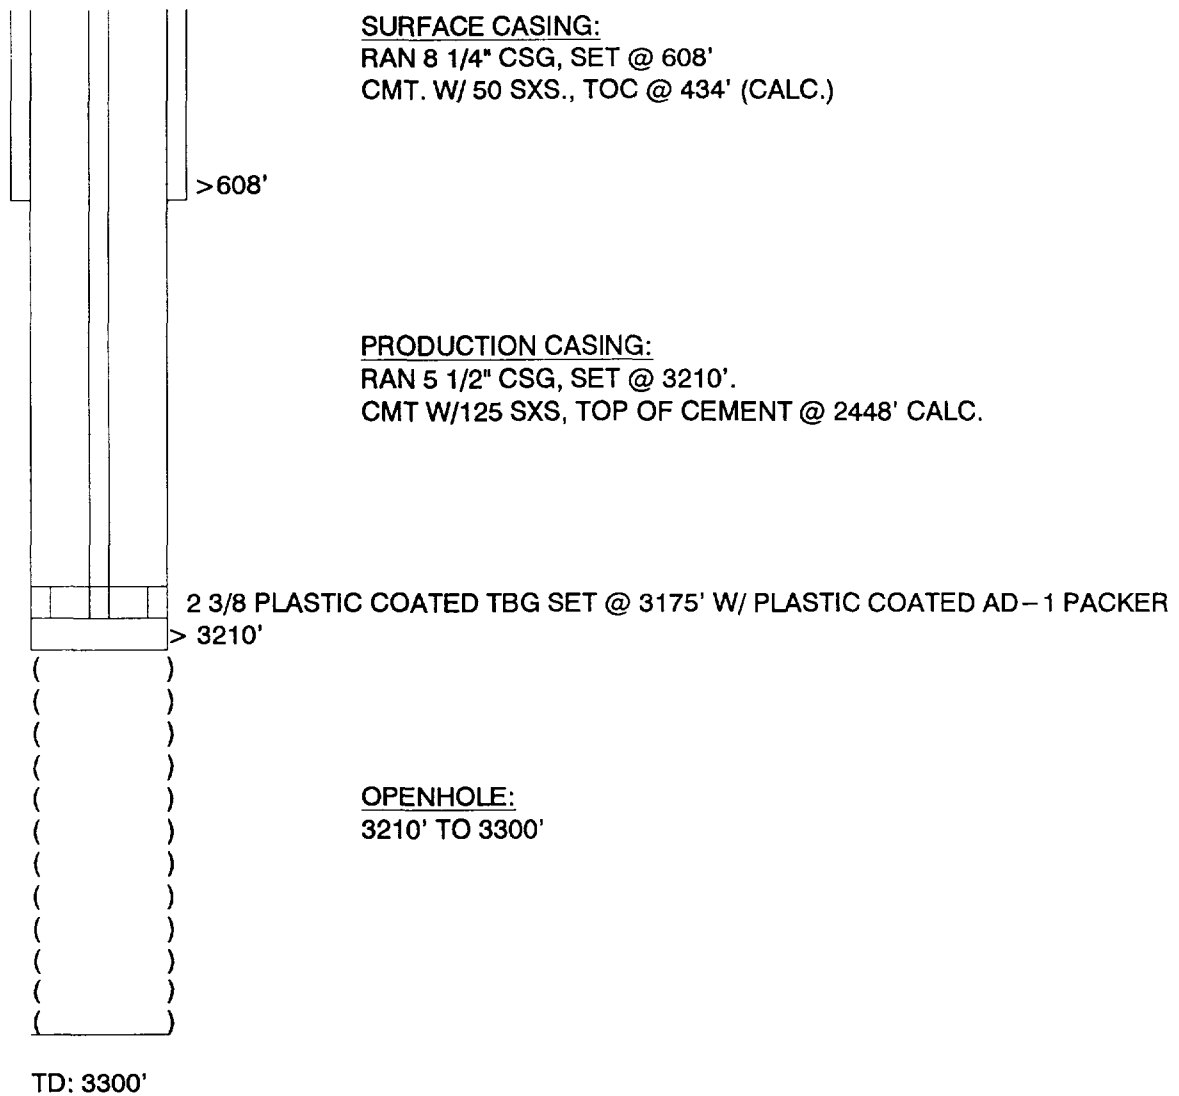 SURFACE CASING:
RAN 8 1/4" CSG, SET @ 608'
CMT. W/ 50 SXS., TOC @ 434' (CALC.)
>608'
PRODUCTION CASING:
RAN 5 1/2" CSG, SET @ 3210'.
CMT W/125 SXS, TOP OF CEMENT @ 2448' CALC.
2 3/8 PLASTIC COATED TBG SET @ 3175' W/ PLASTIC COATED AD-1 PACKER
> 3210'
OPENHOLE:
3210' TO 3300'
TD: 3300'